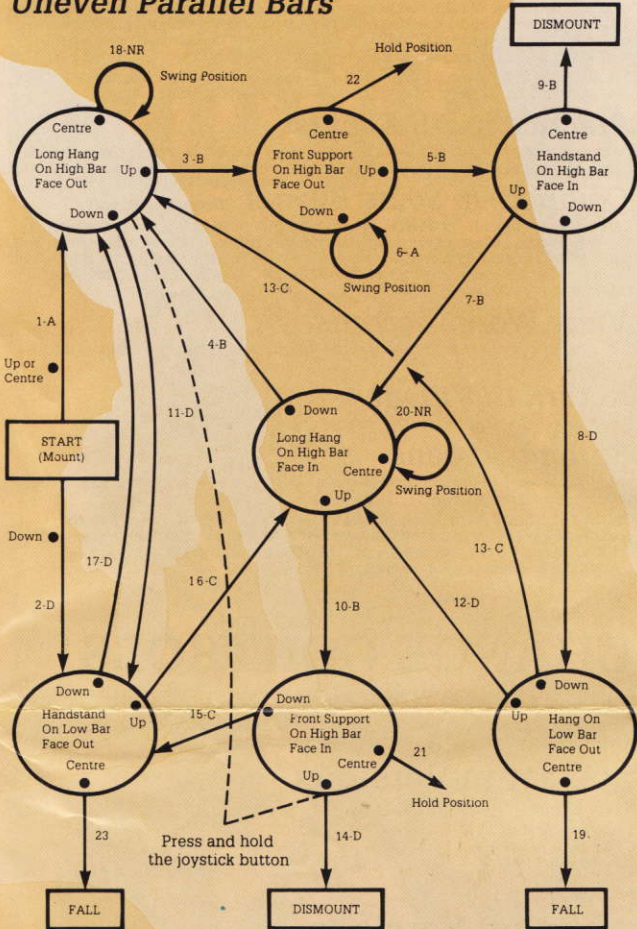 Uneven Parallel Bars
DISMOUNT
18-NR
Swing Position
22
Hold Position
9-B
Centre
Long Hang
On High Bar
Face Out
Up
Down
3-B
Centre
Front Support
On High Bar
Face Out
Up
Down
5-B
Centre
Handstand
On High Bar
Face In
Up
Down
6-A
Swing Position
13-C
7-B
1-A
4-B
Up or
Centre
11-D
START
(Mount)
Down
Long Hang
On High Bar
Face In
Centre
Up
20-NR
Swing Position
8-D
Down
17-D
2-D
16-C
10-B
12-D
13-C
Down
Handstand
On Low Bar
Face Out
Up
Centre
15-C
Down
Front Support
On High Bar
Face In
Centre
Up
21
Hold Position
Down
Up
Hang On
Low Bar
Face Out
Centre
23
Press and hold
the joystick button
14-D
19.
FALL
DISMOUNT
FALL